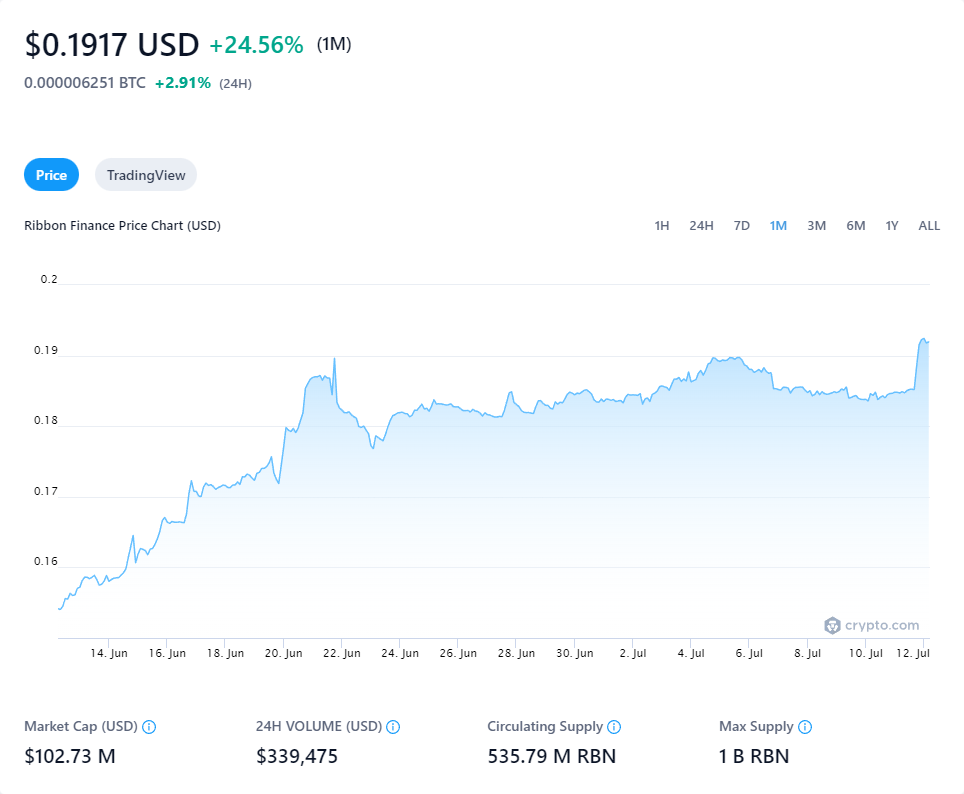 $0.1917 USD +24.56% (1M)
0.000006251 BTC +2.91% (24H)
Price TradingView
Ribbon Finance Price Chart (USD) 1H 24H 7D 1M 3M 6M 1Y ALL
0.2
0.19
0.18
0.17
0.16
crypto.com
14. Jun 16. Jun 18. Jun 20. Jun 22. Jun 24. Jun 26. Jun 28. Jun 30. Jun 2. Jul 4. Jul 6. Jul 8. Jul 10. Jul 12. Jul
Market Cap (USD) 24H VOLUME (USD) Circulating Supply Max Supply
$102.73 M $339,475 535.79 M RBN 1 B RBN